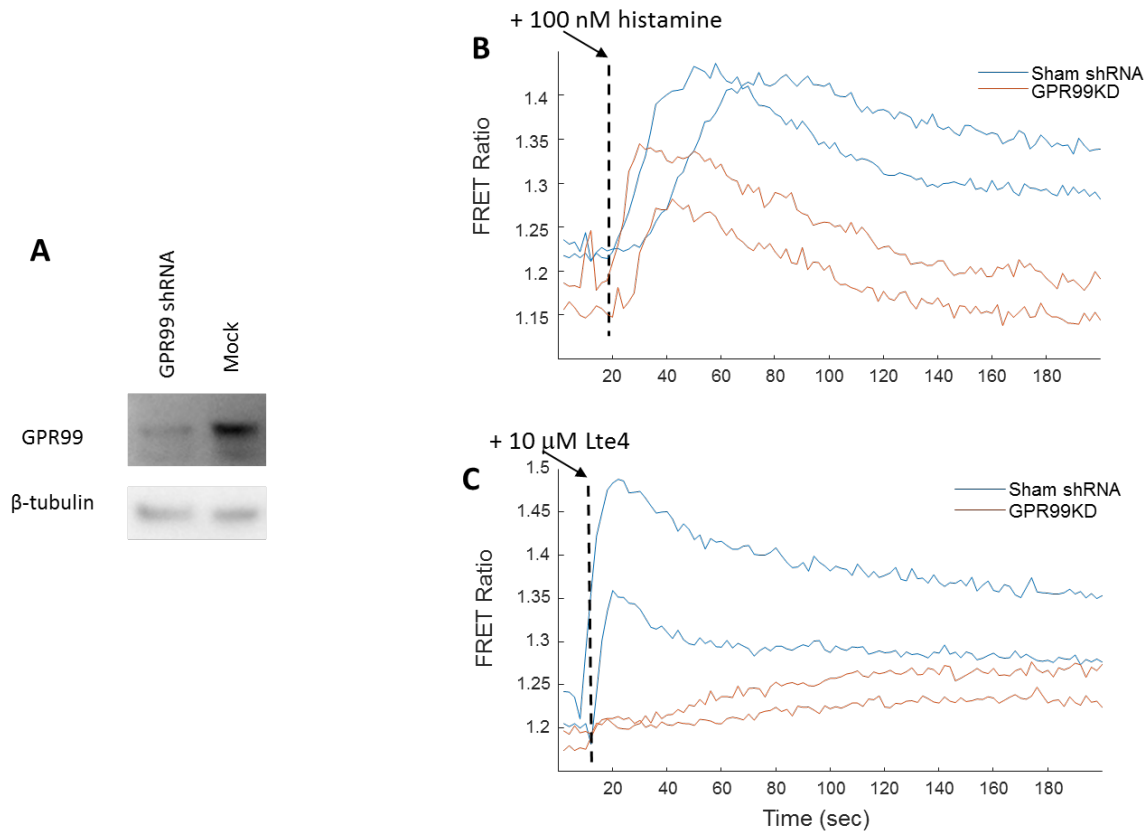 A
GPR99 shRNA
Mock
GPR99
β-tubulin
+ 100 nM histamine
B
Sham shRNA
GPR99KD
FRET Ratio
1.4
1.35
1.3
1.25
1.2
1.15
20 40 60 80 100 120 140 160 180
+ 10 μM Lte4
C
Sham shRNA
GPR99KD
FRET Ratio
1.5
1.45
1.4
1.35
1.3
1.25
1.2
20 40 60 80 100 120 140 160 180
Time (sec)